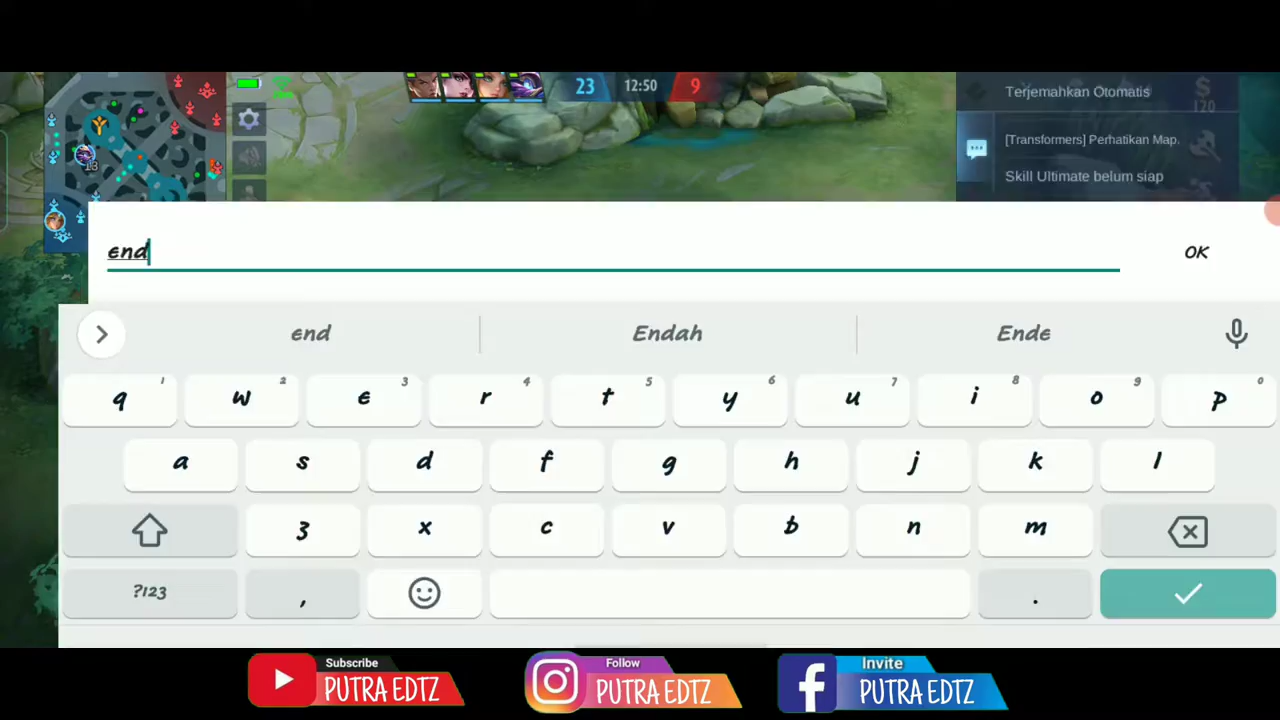 23 12:50 9
Terjemahkan Otomatis
120
[Transformers] Perhatikan Map.
Skill Ultimate belum siap
13
end
OK
end Endah Ende
1 2 3 4 5 6 7 8 9 0
q w e r t y u i o p
a s d f g h j k l
z x c v b n m
?123 , .
Subscribe
PUTRA EDTZ
Follow
PUTRA EDTZ
Invite
PUTRA EDTZ